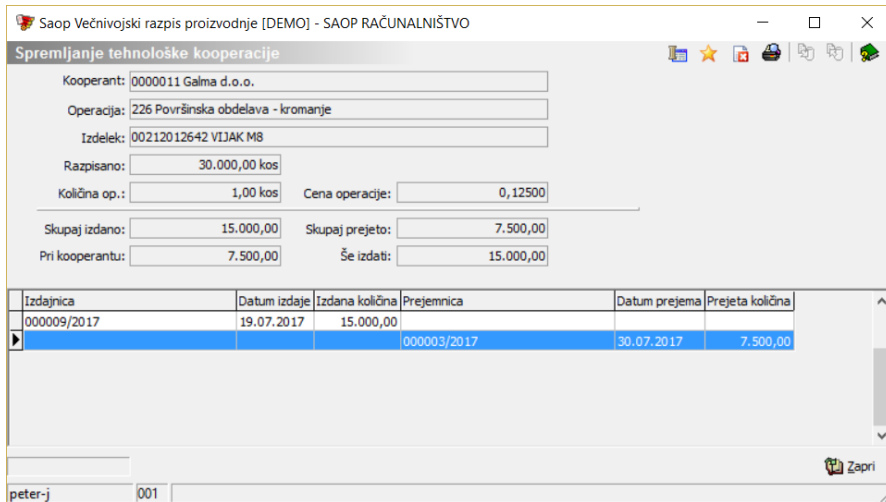 Saop Večnivojski razpis proizvodnje [DEMO] - SAOP RAČUNALNIŠTVO
Spremljanje tehnološke kooperacije
Kooperant: 0000011 Galma d.o.o.
Operacija: 226 Površinska obdelava - kromanje
Izdelek: 00212012642 VIJAK M8
Razpisano: 30.000,00 kos
Količina op.: 1,00 kos Cena operacije: 0,12500
Skupaj izdano: 15.000,00 Skupaj prejeto: 7.500,00
Pri kooperantu: 7.500,00 Še izdati: 15.000,00
Izdajnica Datum izdaje Izdana količina Prejemnica Datum prejema Prejeta količina
000009/2017 19.07.2017 15.000,00
000003/2017 30.07.2017 7.500,00
Zapri
peter-j 001